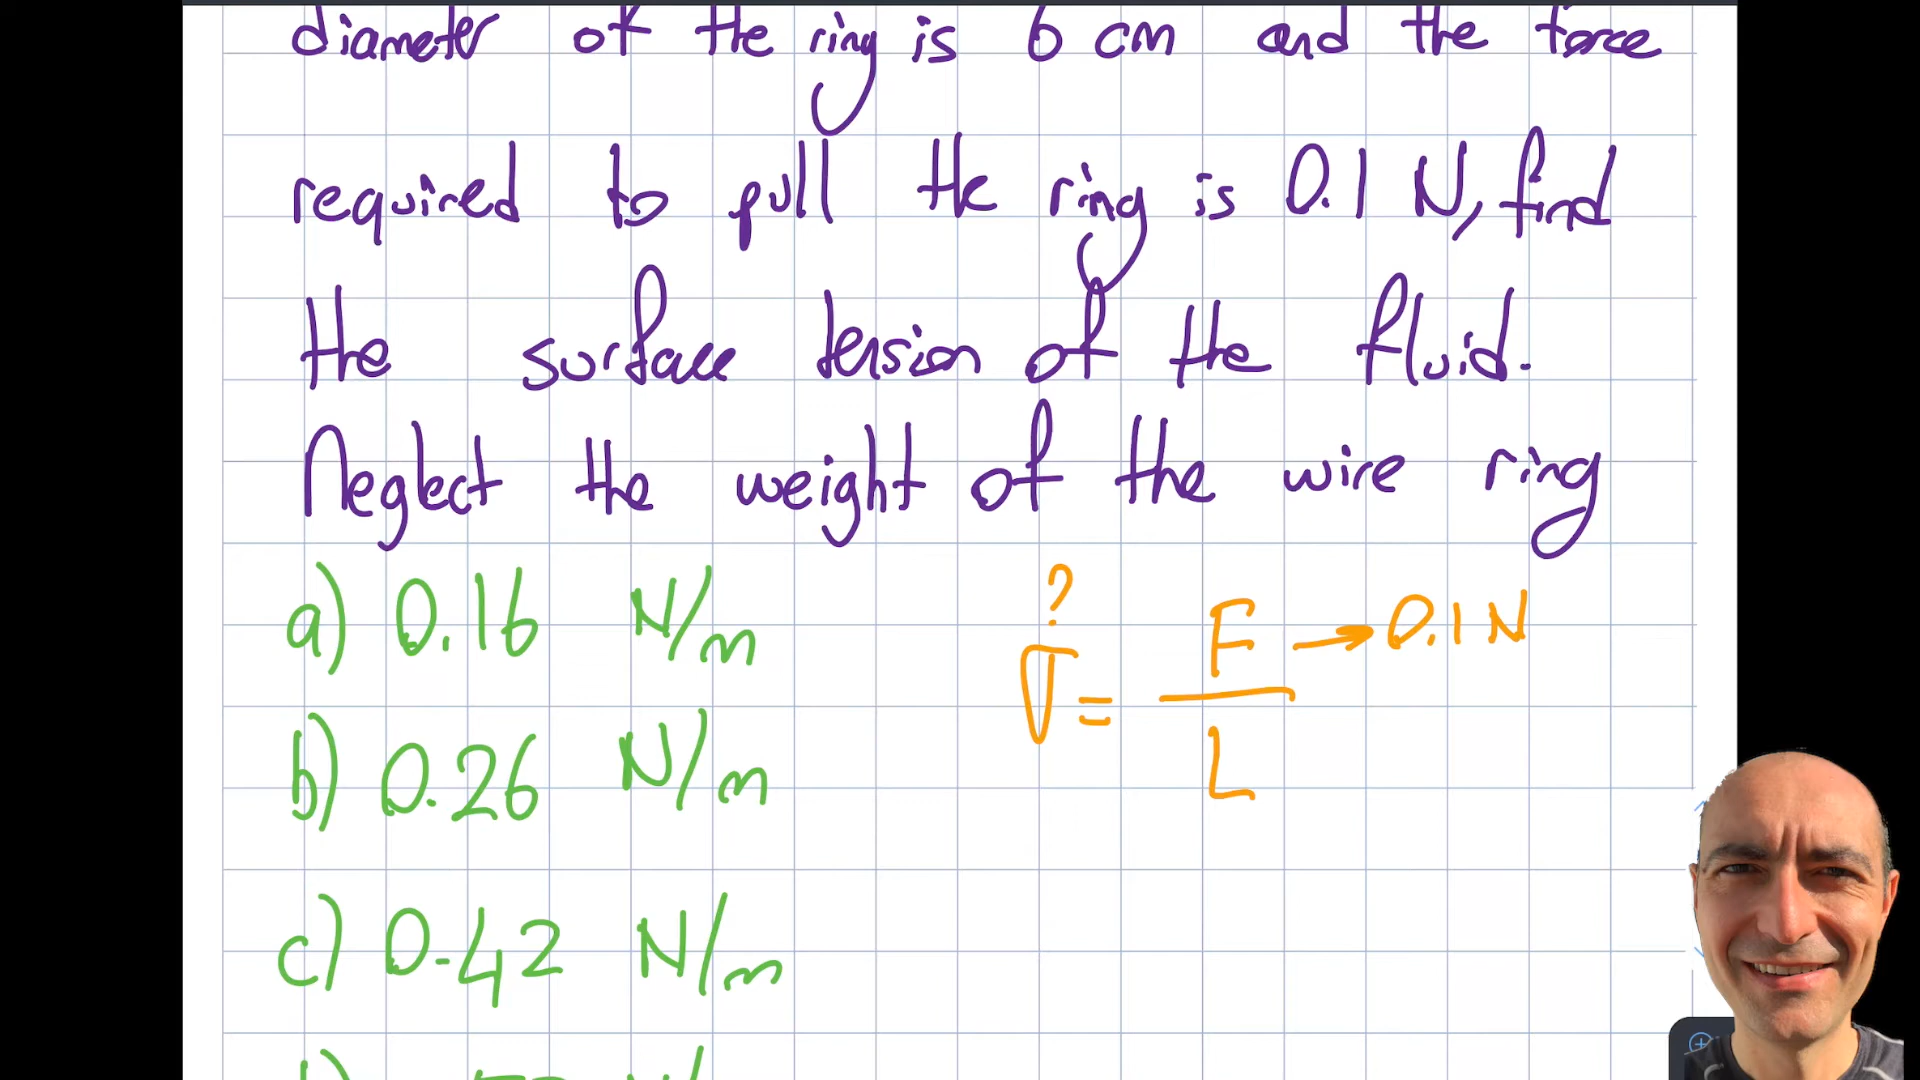 diameter of the ring is 6 cm and the force
required to pull the ring is 0.1 N, find
the surface tension of the fluid.
Neglect the weight of the wire ring
a) 0.16 N/m
?
σ = F → 0.1 N
L
b) 0.26 N/m
c) 0.42 N/m